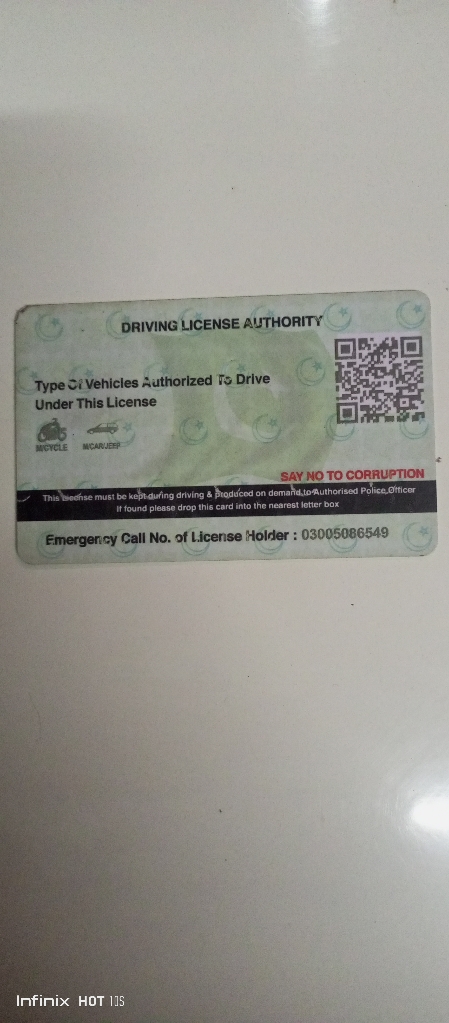 DRIVING LICENSE AUTHORITY
Type Of Vehicles Authorized To Drive
Under This License
M/CYCLE M/CAR/JEEP
SAY NO TO CORRUPTION
This license must be kept during driving & produced on demand to Authorised Police,Officer
If found please drop this card into the nearest letter box
Emergency Call No. of License Holder : 03005086549
Infinix HOT 10S